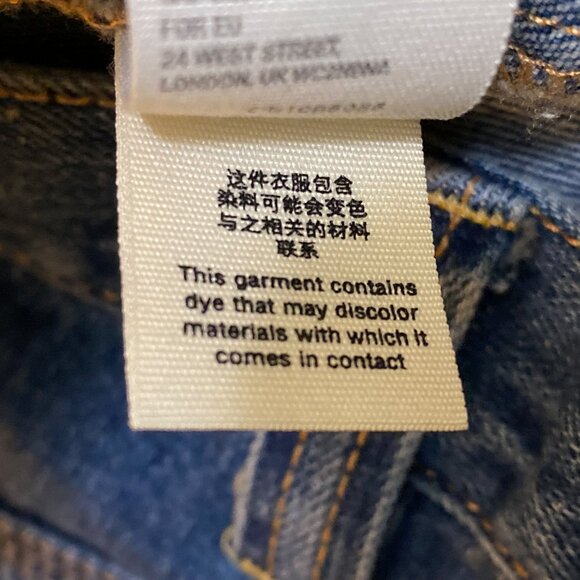 FOR EU
24 WEST STREET,
LONDON, UK WC2H
这件衣服包含
染料可能会变色
与之相关的材料
联系
This garment contains
dye that may discolor
materials with which it
comes in contact